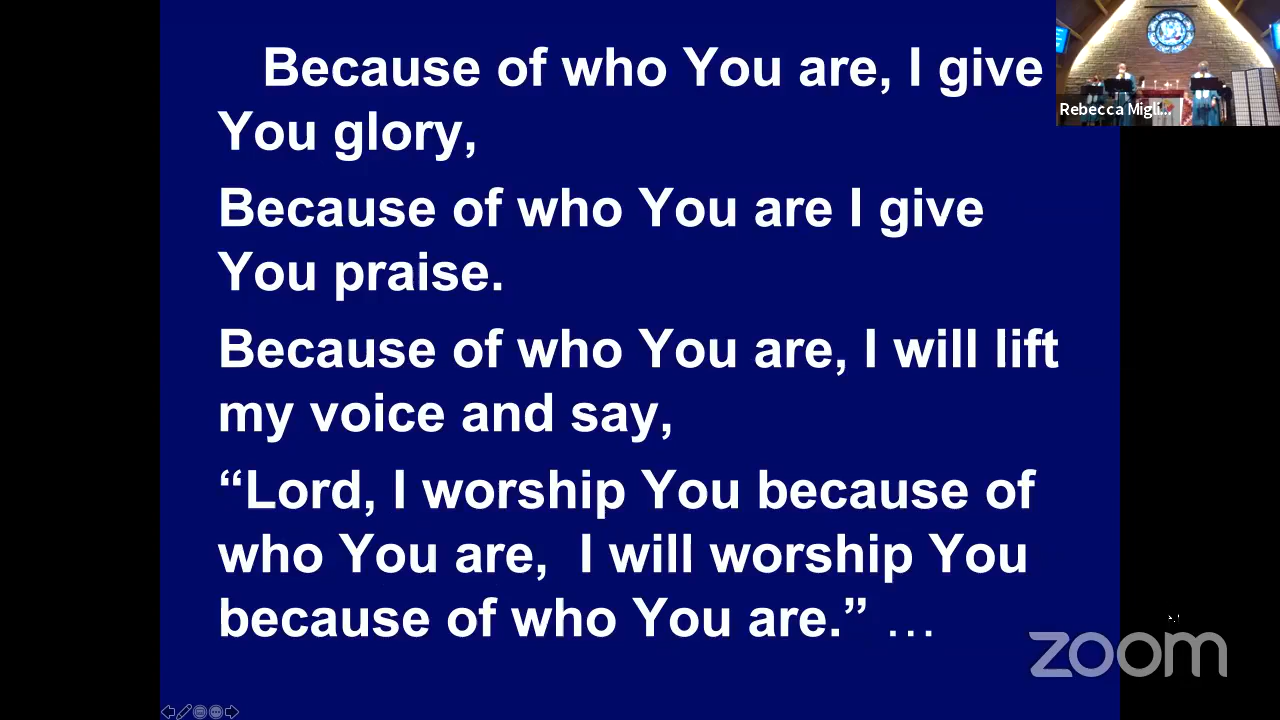 Because of who You are, I give
You glory,
Because of who You are I give
You praise.
Because of who You are, I will lift
my voice and say,
“Lord, I worship You because of
who You are,  I will worship You
because of who You are.” …
Rebecca Migli...
zoom